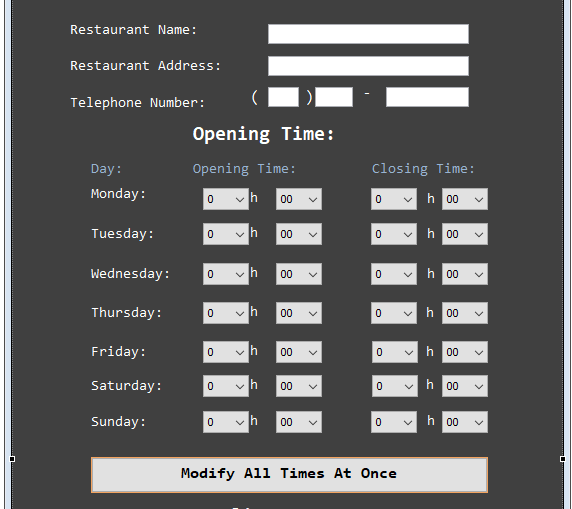 Restaurant Name:
Restaurant Address:
Telephone Number: ( ) -
Opening Time:
Day: Opening Time: Closing Time:
Monday: 0 h 00 0 h 00
Tuesday: 0 h 00 0 h 00
Wednesday: 0 h 00 0 h 00
Thursday: 0 h 00 0 h 00
Friday: 0 h 00 0 h 00
Saturday: 0 h 00 0 h 00
Sunday: 0 h 00 0 h 00
Modify All Times At Once